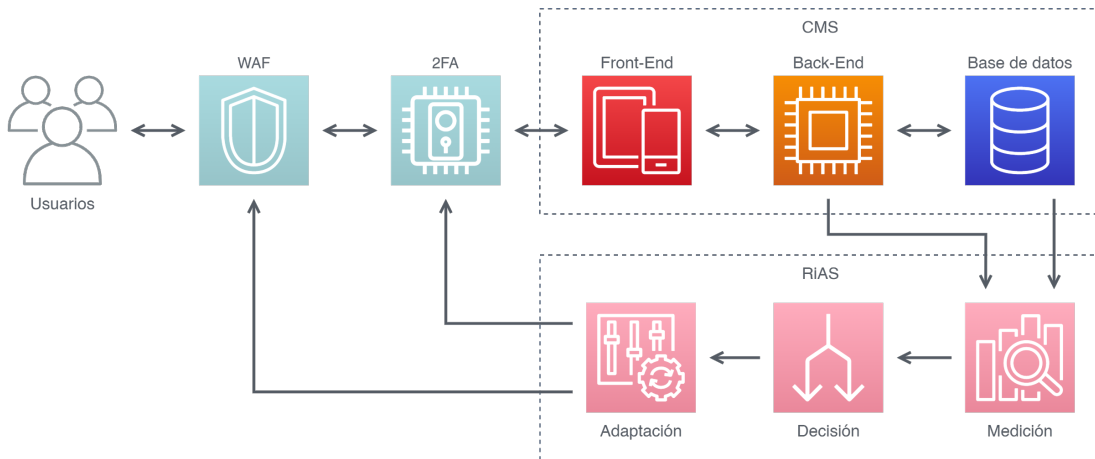 CMS
WAF
2FA
Front-End
Back-End
Base de datos
Usuarios
RiAS
Adaptación
Decisión
Medición